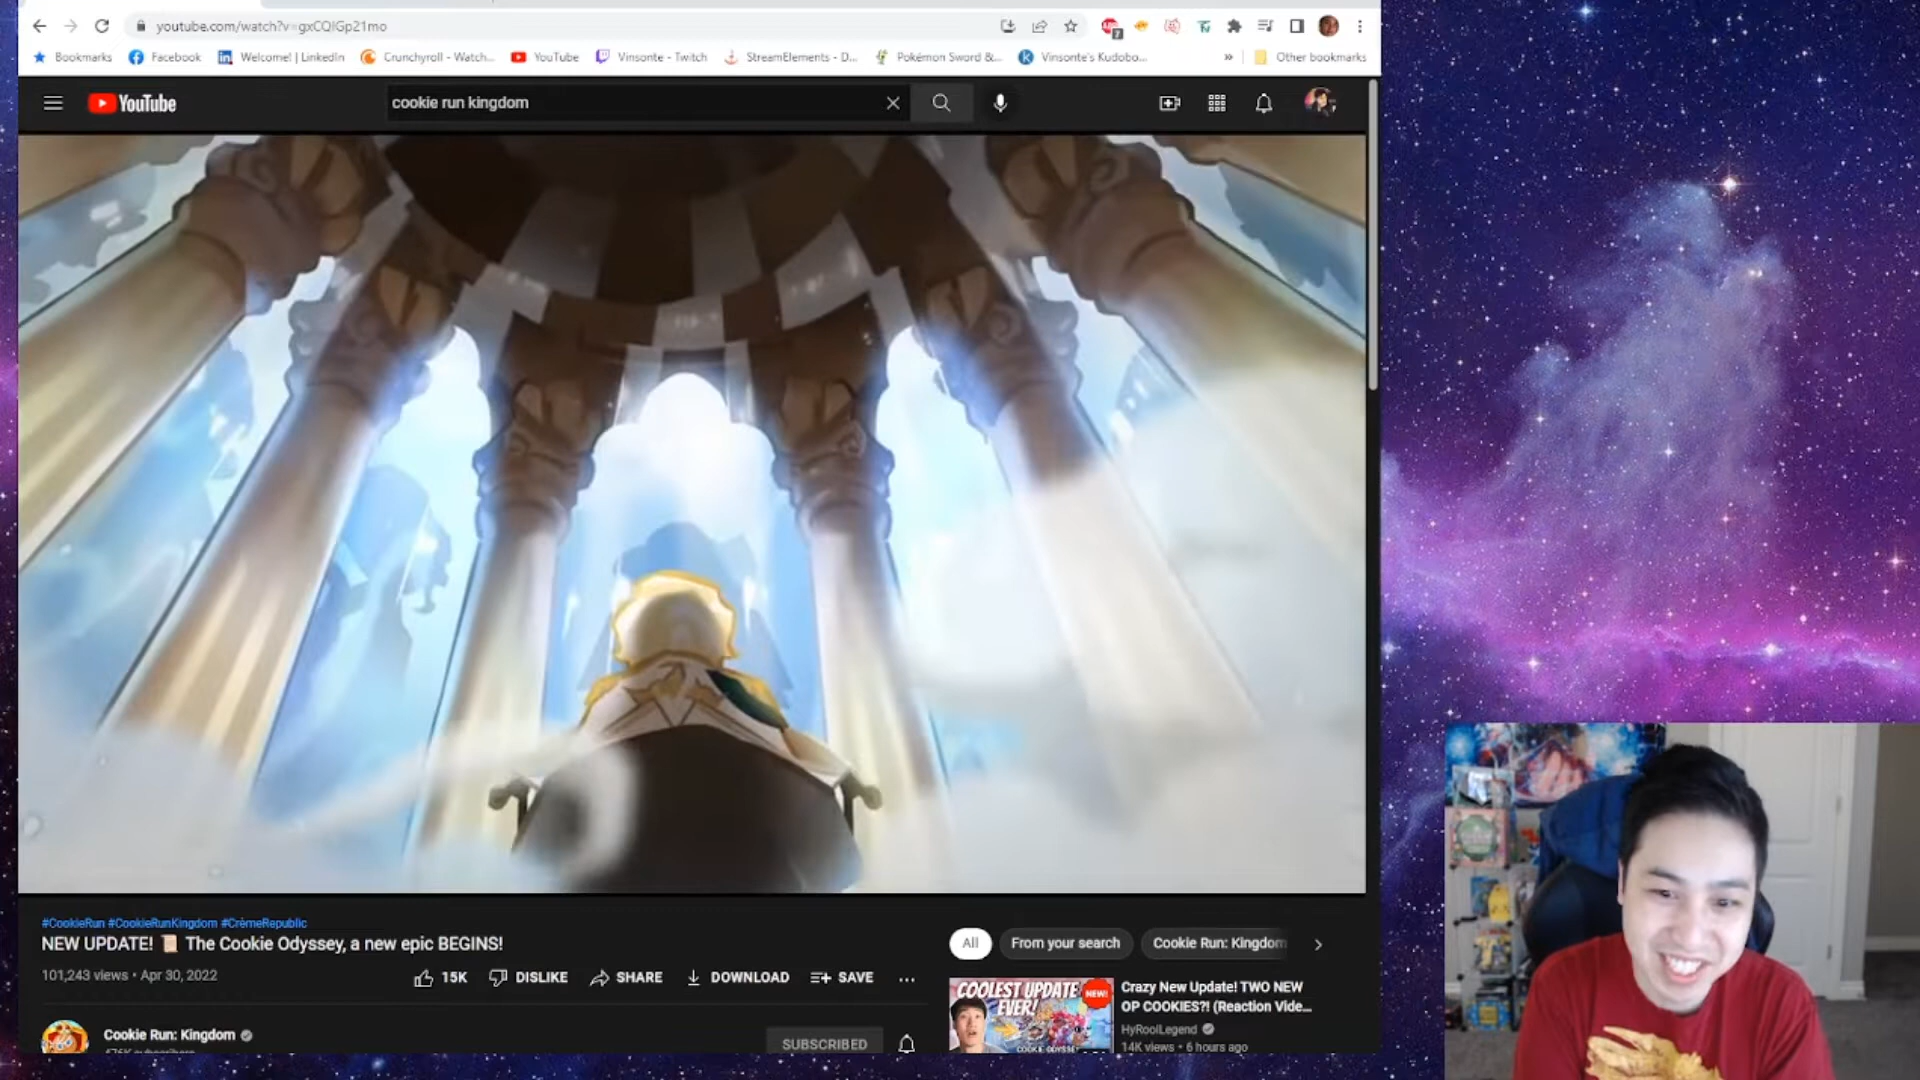 youtube.com/watch?v=gxCQIGp21mo
Bookmarks
Facebook
Welcome! | LinkedIn
Crunchyroll - Watch...
YouTube
Vinsonte - Twitch
StreamElements - D...
Pokémon Sword &...
Vinsonte's Kudobo...
»
Other bookmarks
YouTube
cookie run kingdom
#CookieRun #CookieRunKingdom #CrèmeRepublic
NEW UPDATE! 📜 The Cookie Odyssey, a new epic BEGINS!
101,243 views • Apr 30, 2022
15K
DISLIKE
SHARE
DOWNLOAD
SAVE
Cookie Run: Kingdom
SUBSCRIBED
All
From your search
Cookie Run: Kingdom
COOLEST UPDATE
EVER!
NEW!
COOKIE ODYSSEY
Crazy New Update! TWO NEW
OP COOKIES?! (Reaction Vide...
HyRoolLegend
14K views • 6 hours ago